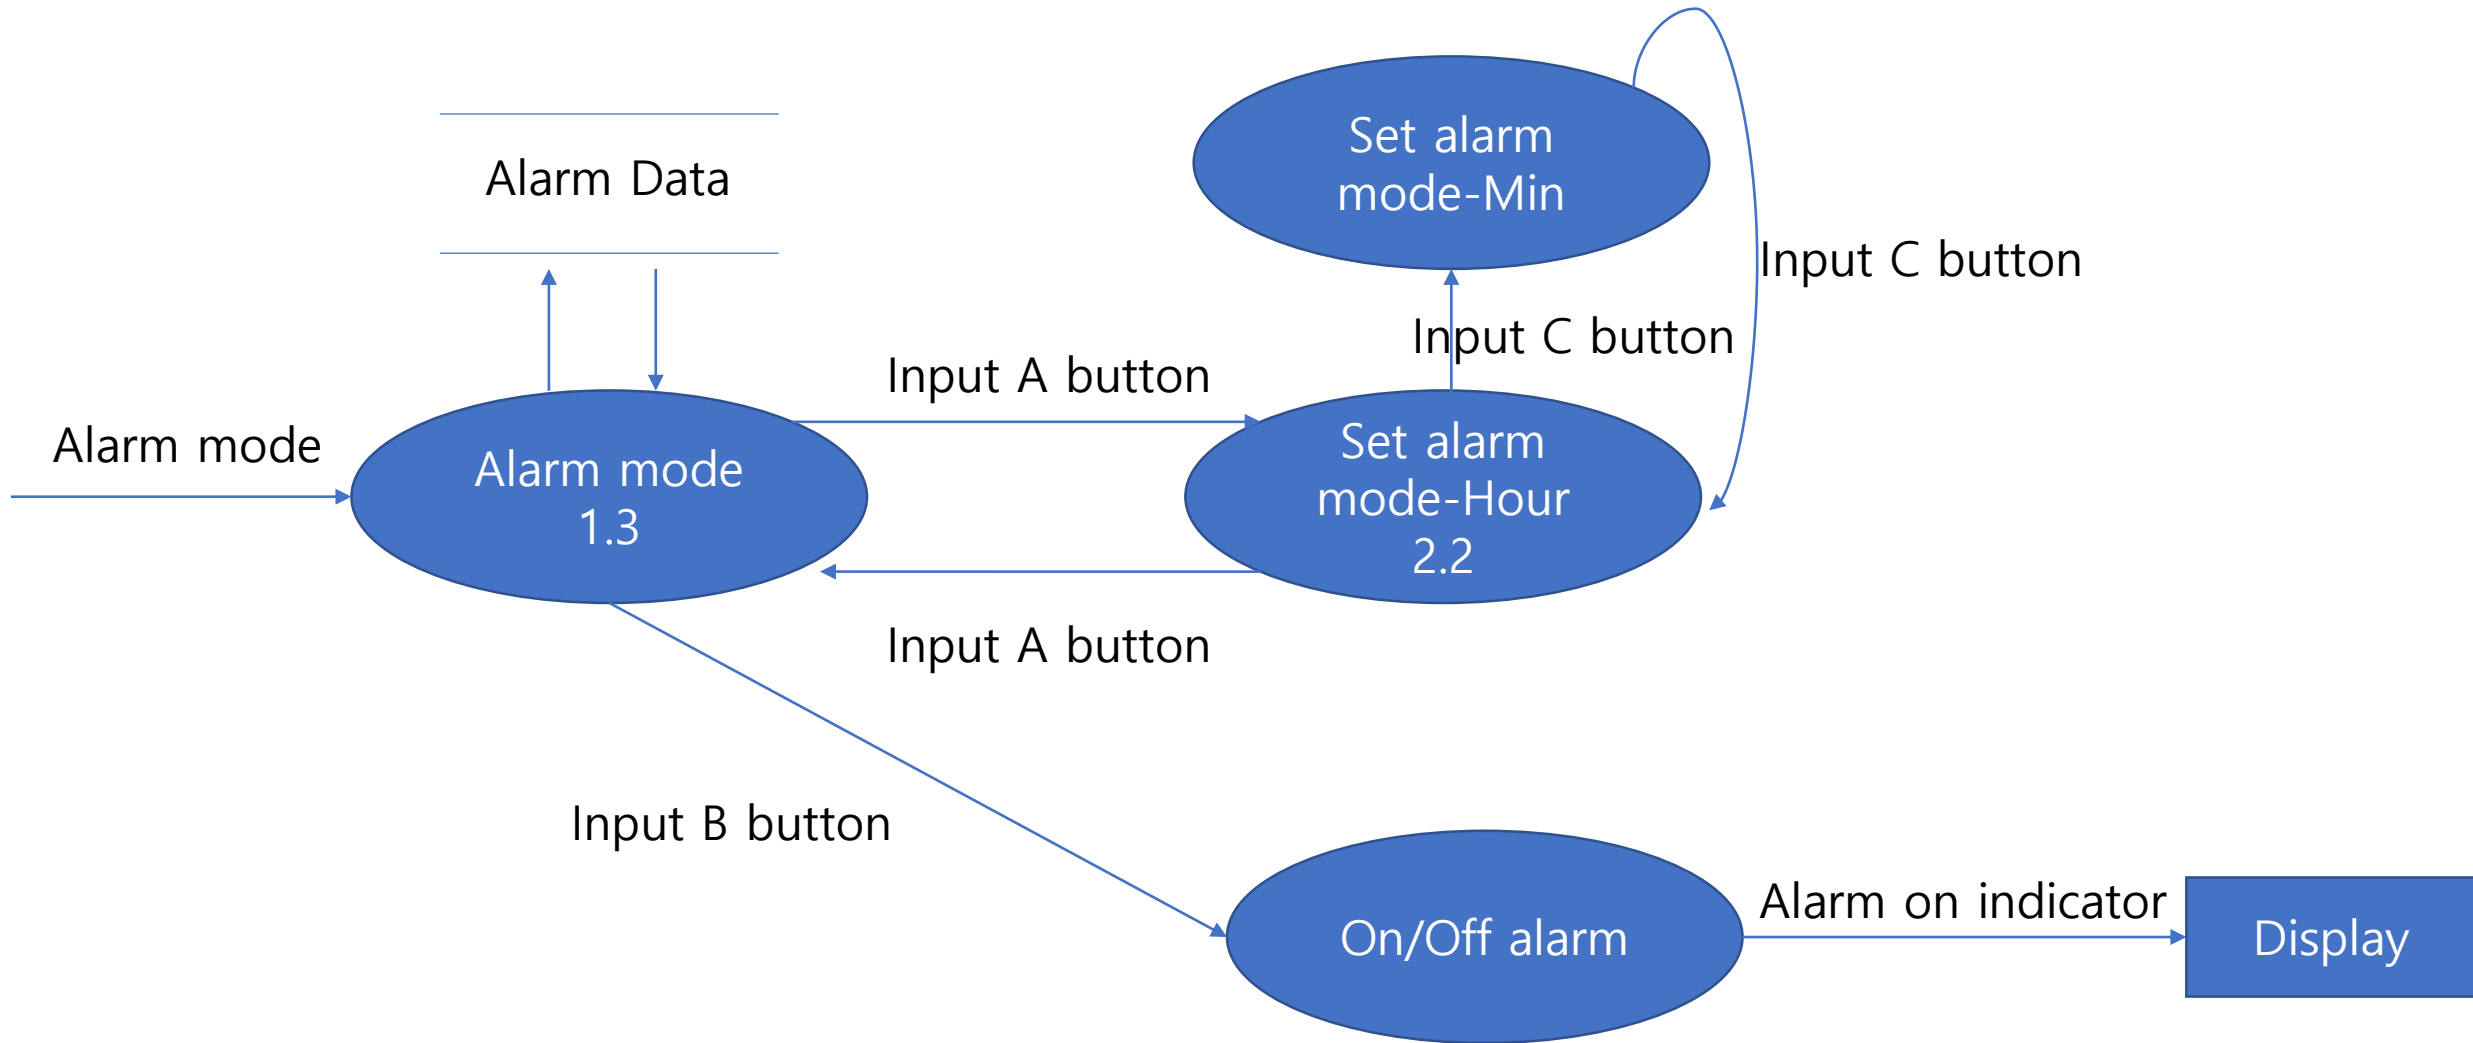 Set alarm
mode-Min
Alarm Data
Input C button
Input C button
Input A button
Alarm mode
Alarm mode
1.3
Set alarm
mode-Hour
2.2
Input A button
Input B button
On/Off alarm
Alarm on indicator
Display